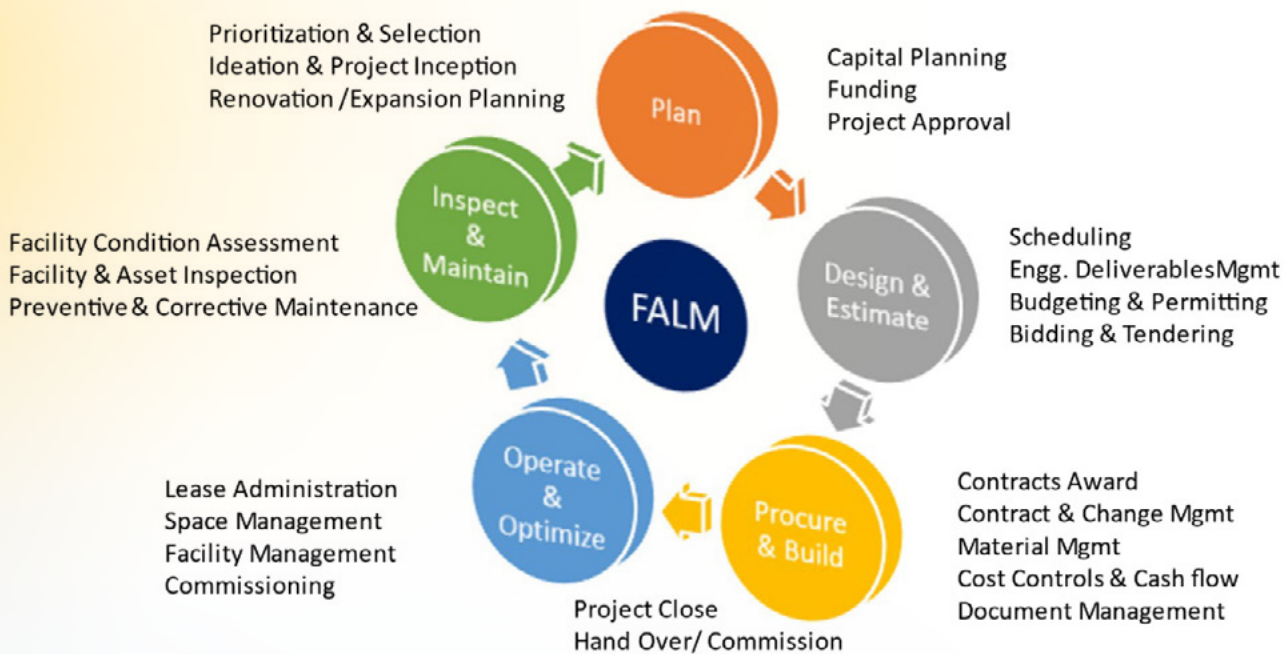 Prioritization & Selection
Ideation & Project Inception
Renovation /Expansion Planning
Plan
Capital Planning
Funding
Project Approval
Inspect
&
Maintain
Facility Condition Assessment
Facility & Asset Inspection
Preventive & Corrective Maintenance
FALM
Design &
Estimate
Scheduling
Engg. DeliverablesMgmt
Budgeting & Permitting
Bidding & Tendering
Operate
&
Optimize
Lease Administration
Space Management
Facility Management
Commissioning
Procure
& Build
Contracts Award
Contract & Change Mgmt
Material Mgmt
Cost Controls & Cash flow
Document Management
Project Close
Hand Over/ Commission